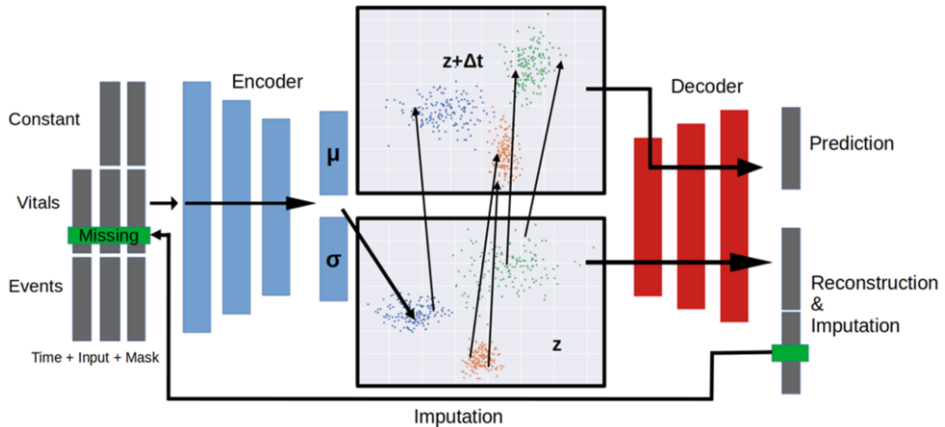 Constant
Vitals
Missing
Events
Time + Input + Mask
Encoder
μ
σ
z+Δt
z
Decoder
Prediction
Reconstruction
&
Imputation
Imputation